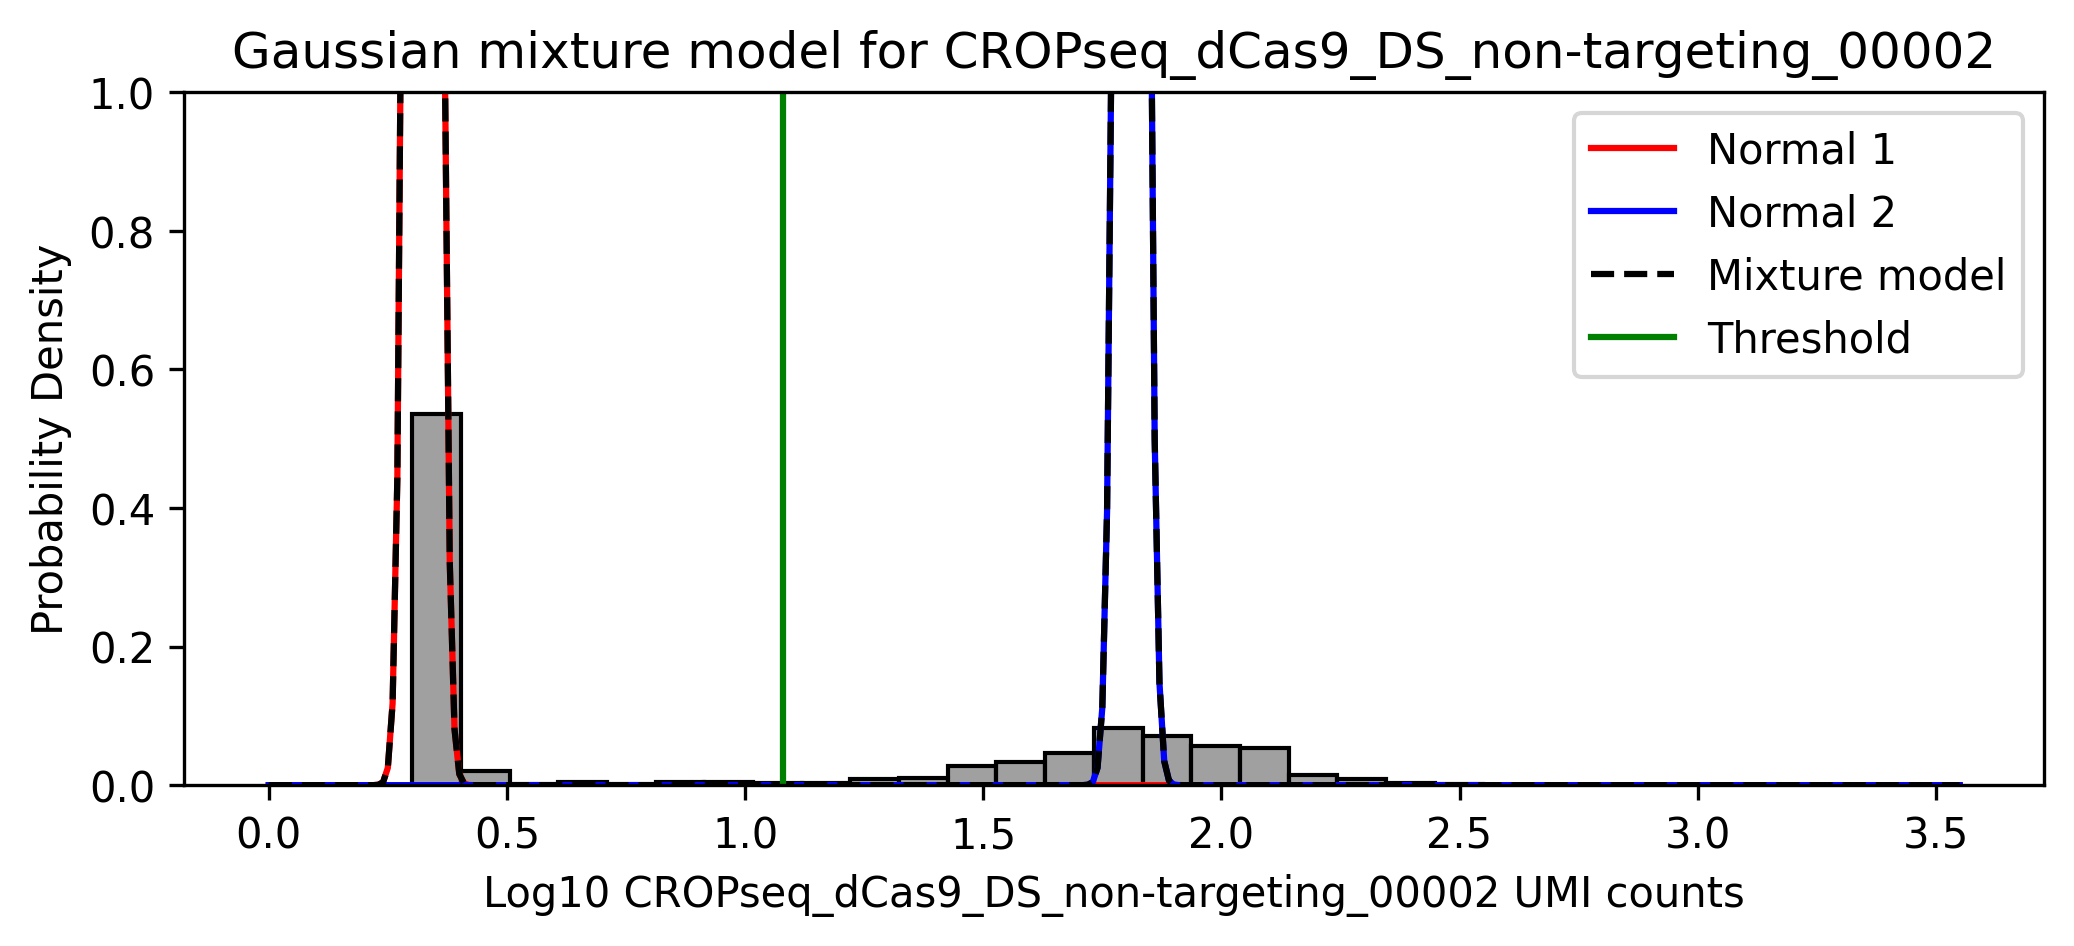 Gaussian mixture model for CROPseq_dCas9_DS_non-targeting_00002
1.0
0.8
0.6
0.4
0.2
0.0
Probability Density
Normal 1
Normal 2
Mixture model
Threshold
0.0 0.5 1.0 1.5 2.0 2.5 3.0 3.5
Log10 CROPseq_dCas9_DS_non-targeting_00002 UMI counts